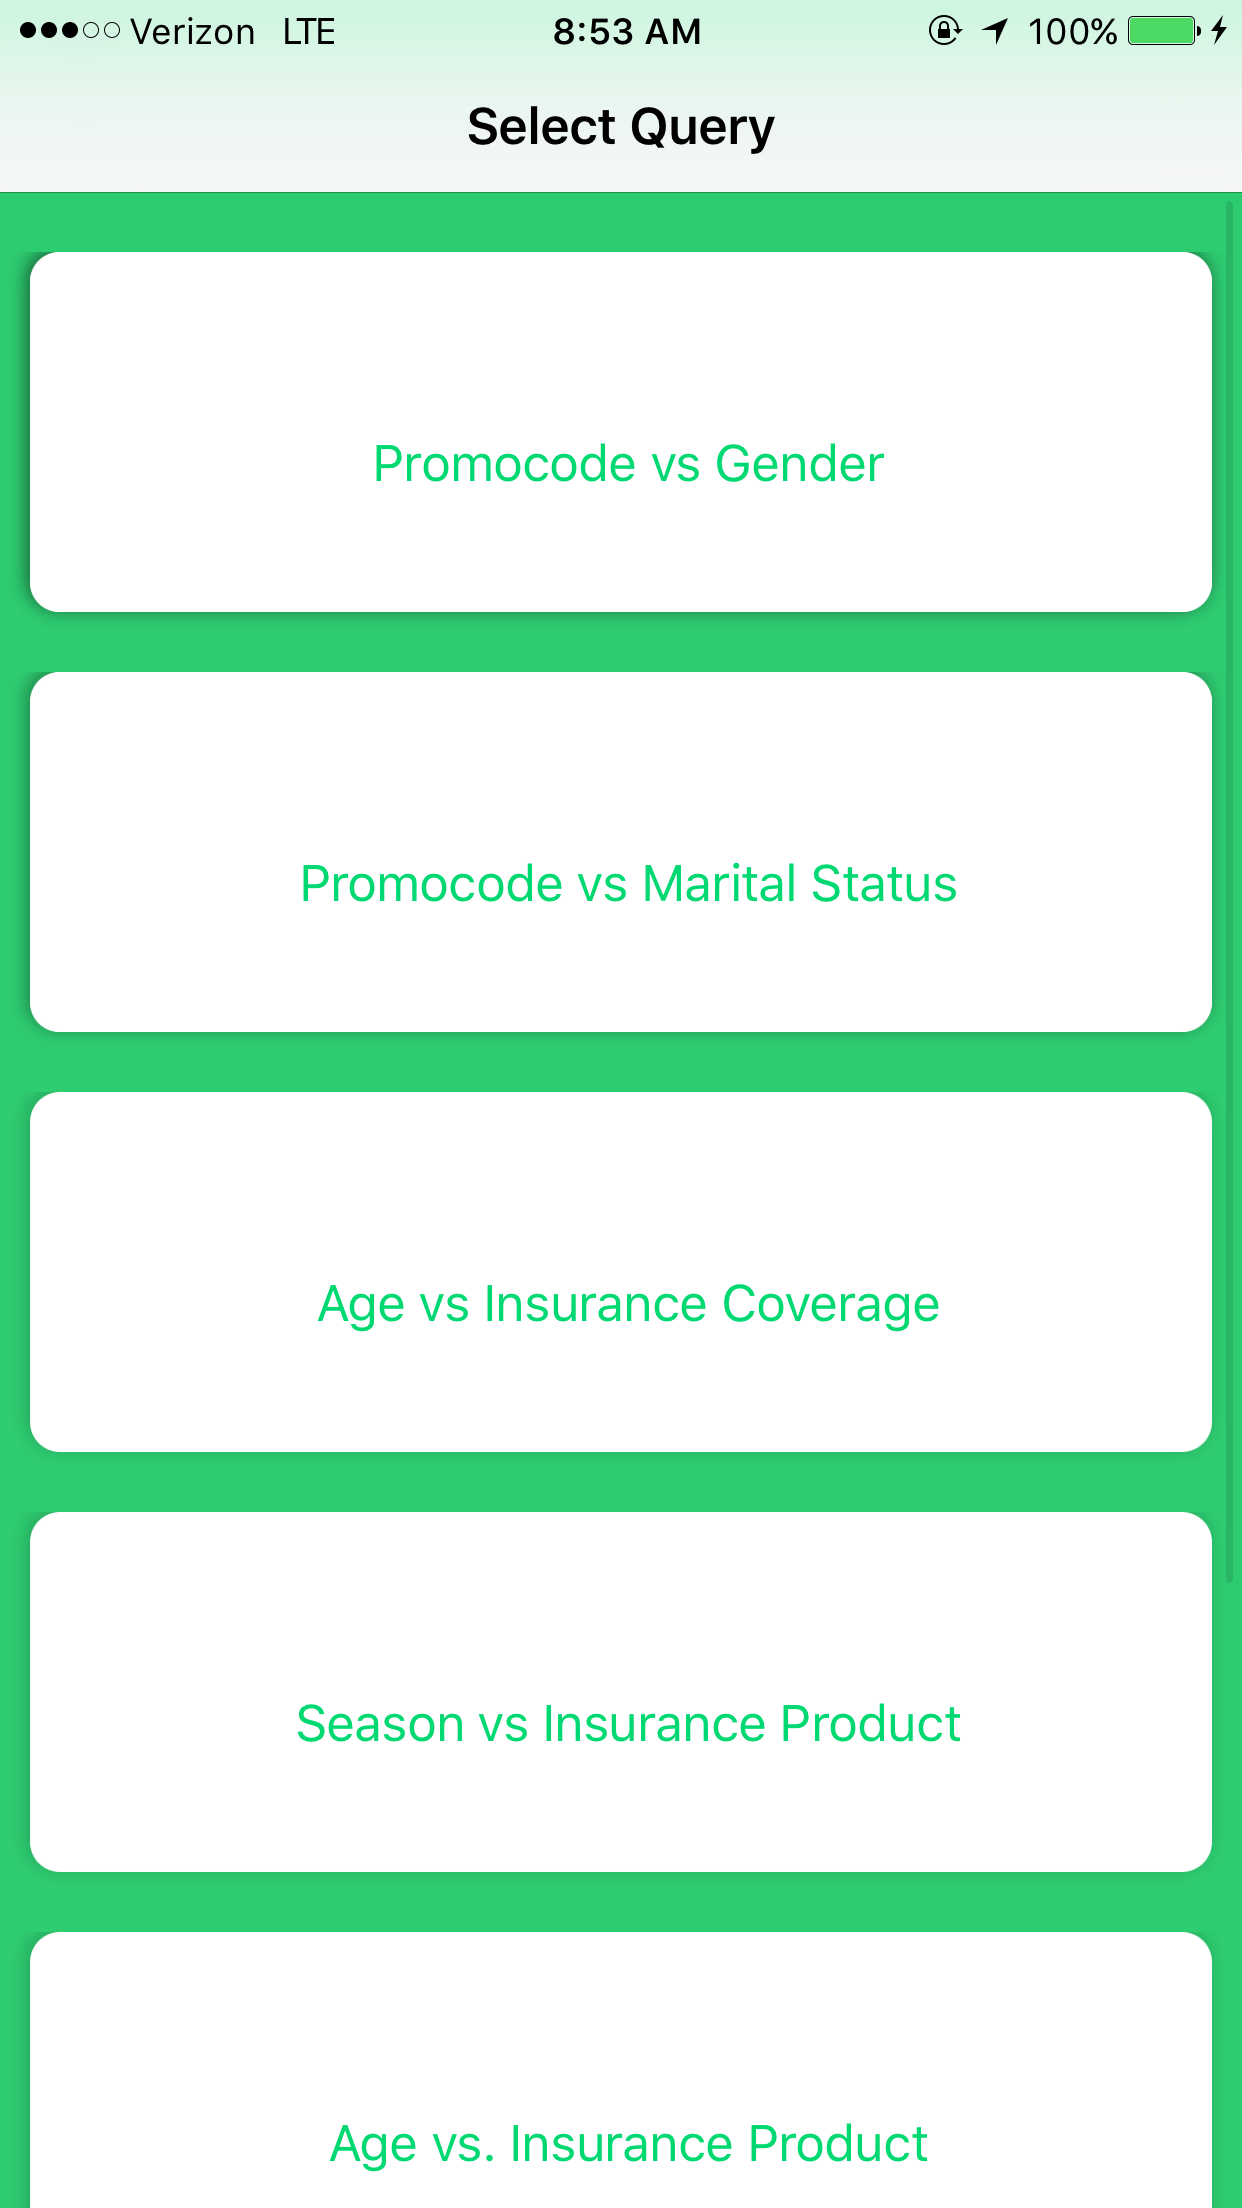 Verizon LTE 8:53 AM 100%
Select Query
Promocode vs Gender
Promocode vs Marital Status
Age vs Insurance Coverage
Season vs Insurance Product
Age vs. Insurance Product